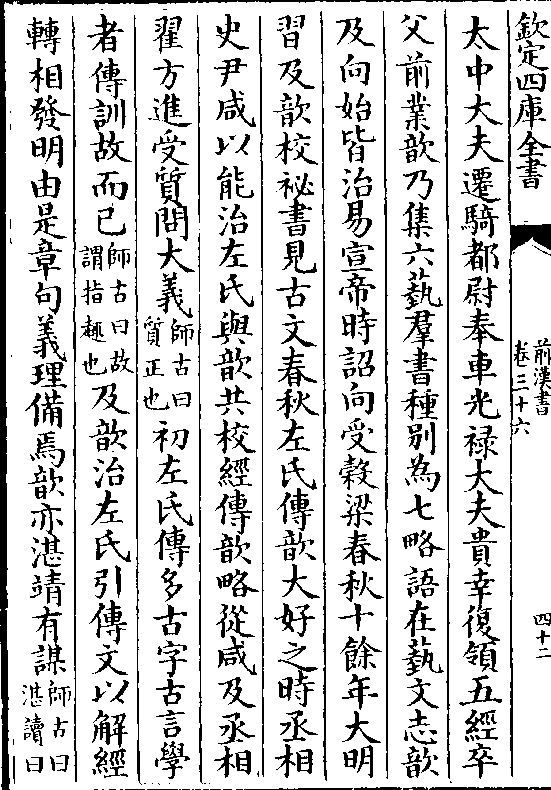 欽定四庫全書
前漢書
卷三十六
四十二
太中大夫遷騎都尉奉車光禄大夫貴幸復領五經卒
父前業歆乃集六藝羣書種别為七略語在藝文志歆
及向始皆治易宣帝時詔向受穀梁春秋十餘年大明
習及歆校祕書見古文春秋左氏傳歆大好之時丞相
史尹咸以能治左氏與歆共校經傳歆略從咸及丞相
翟方進受質問大義師古曰質正也初左氏傳多古字古言學
者傳訓故而已師古曰故謂指趣也及歆治左氏引傳文以解經
轉相發明由是章句義理備焉歆亦湛靖有謀師古曰湛讀曰